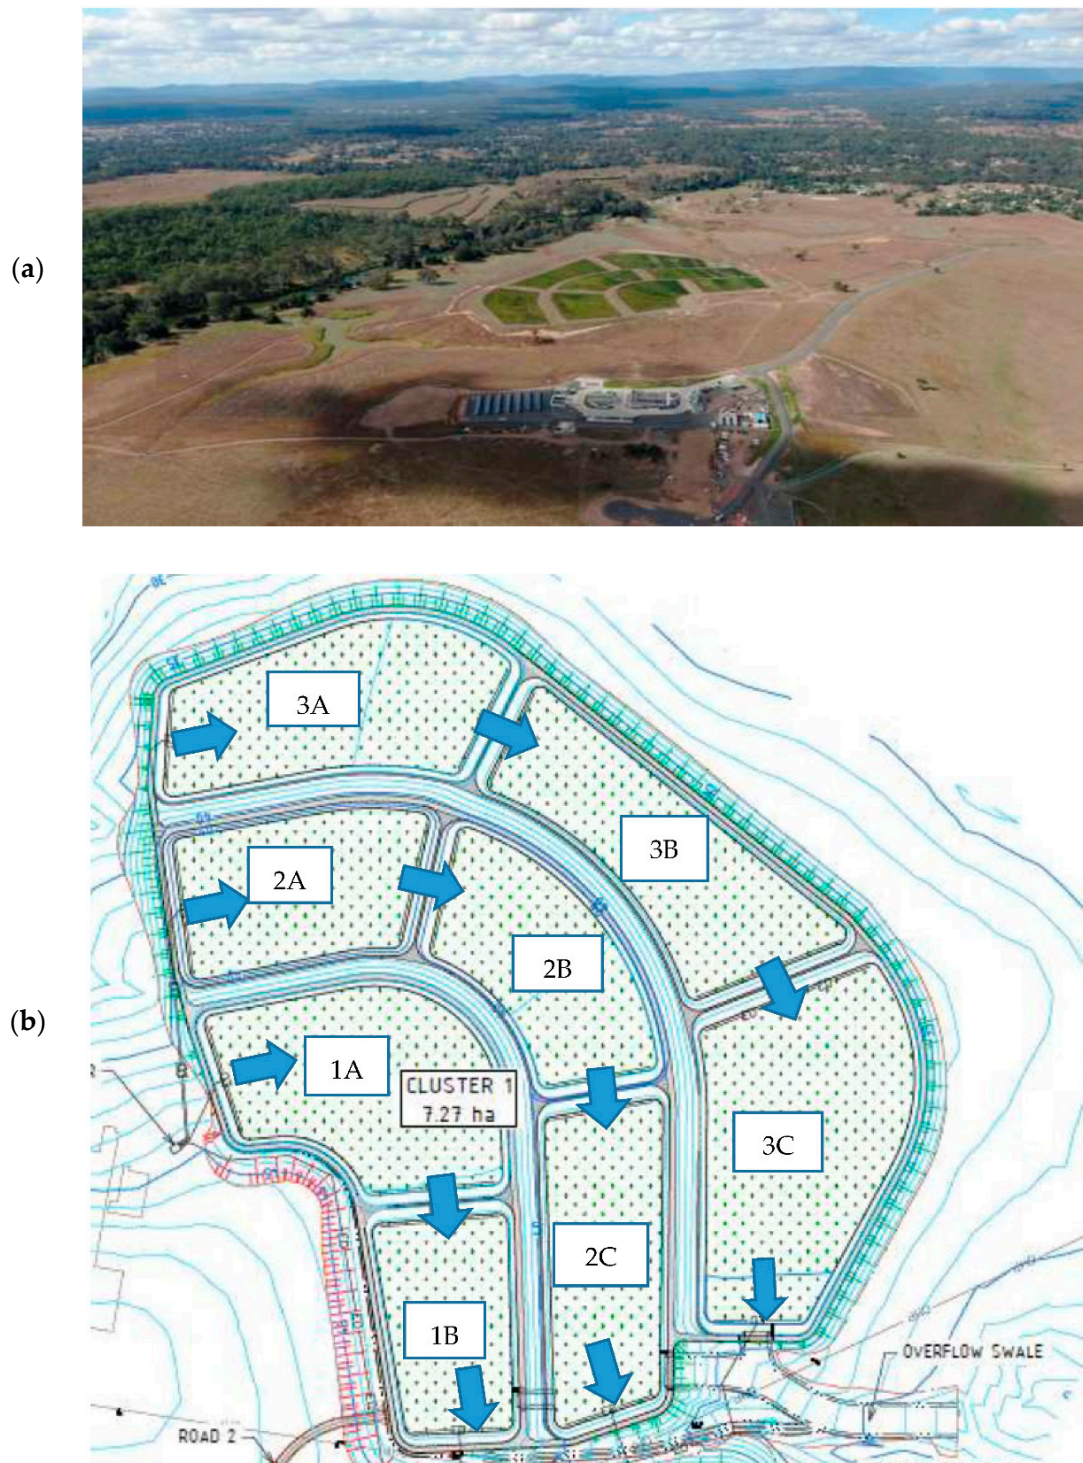 (a)
3A
3B
2A
2B
(b)
1A
CLUSTER 1
7.27 ha
3C
2C
1B
OVERFLOW SWALE
ROAD 2